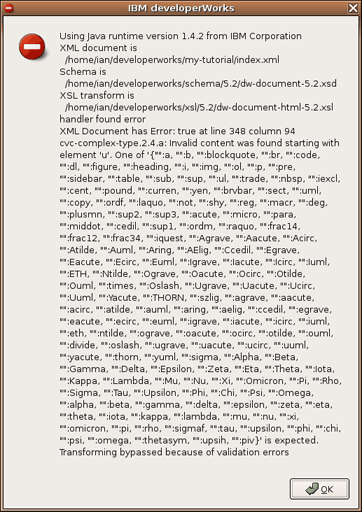 IBM developerWorks
Using Java runtime version 1.4.2 from IBM Corporation
XML document is
/home/ian/developerworks/my-tutorial/index.xml
Schema is
/home/ian/developerworks/schema/5.2/dw-document-5.2.xsd
XSL transform is
/home/ian/developerworks/xsl/5.2/dw-document-html-5.2.xsl
handler found error
XML Document has Error: true at line 348 column 94
cvc-complex-type.2.4.a: Invalid content was found starting with
element 'u'. One of '{"":a, "":b, "":blockquote, "":br, "":code,
"":dl, "":figure, "":heading, "":i, "":img, "":ol, "":p, "":pre,
"":sidebar, "":table, "":sub, "":sup, "":ul, "":trade, "":nbsp, "":iexcl,
"":cent, "":pound, "":curren, "":yen, "":brvbar, "":sect, "":uml,
"":copy, "":ordf, "":laquo, "":not, "":shy, "":reg, "":macr, "":deg,
"":plusmn, "":sup2, "":sup3, "":acute, "":micro, "":para,
"":middot, "":cedil, "":sup1, "":ordm, "":raquo, "":frac14,
"":frac12, "":frac34, "":iquest, "":Agrave, "":Aacute, "":Acirc,
"":Atilde, "":Auml, "":Aring, "":AElig, "":Ccedil, "":Egrave,
"":Eacute, "":Ecirc, "":Euml, "":Igrave, "":Iacute, "":Icirc, "":Iuml,
"":ETH, "":Ntilde, "":Ograve, "":Oacute, "":Ocirc, "":Otilde,
"":Ouml, "":times, "":Oslash, "":Ugrave, "":Uacute, "":Ucirc,
"":Uuml, "":Yacute, "":THORN, "":szlig, "":agrave, "":aacute,
"":acirc, "":atilde, "":auml, "":aring, "":aelig, "":ccedil, "":egrave,
"":eacute, "":ecirc, "":euml, "":igrave, "":iacute, "":icirc, "":iuml,
"":eth, "":ntilde, "":ograve, "":oacute, "":ocirc, "":otilde, "":ouml,
"":divide, "":oslash, "":ugrave, "":uacute, "":ucirc, "":uuml,
"":yacute, "":thorn, "":yuml, "":sigma, "":Alpha, "":Beta,
"":Gamma, "":Delta, "":Epsilon, "":Zeta, "":Eta, "":Theta, "":Iota,
"":Kappa, "":Lambda, "":Mu, "":Nu, "":Xi, "":Omicron, "":Pi, "":Rho,
"":Sigma, "":Tau, "":Upsilon, "":Phi, "":Chi, "":Psi, "":Omega,
"":alpha, "":beta, "":gamma, "":delta, "":epsilon, "":zeta, "":eta,
"":theta, "":iota, "":kappa, "":lambda, "":mu, "":nu, "":xi,
"":omicron, "":pi, "":rho, "":sigmaf, "":tau, "":upsilon, "":phi, "":chi,
"":psi, "":omega, "":thetasym, "":upsih, "":piv}' is expected.
Transforming bypassed because of validation errors
OK